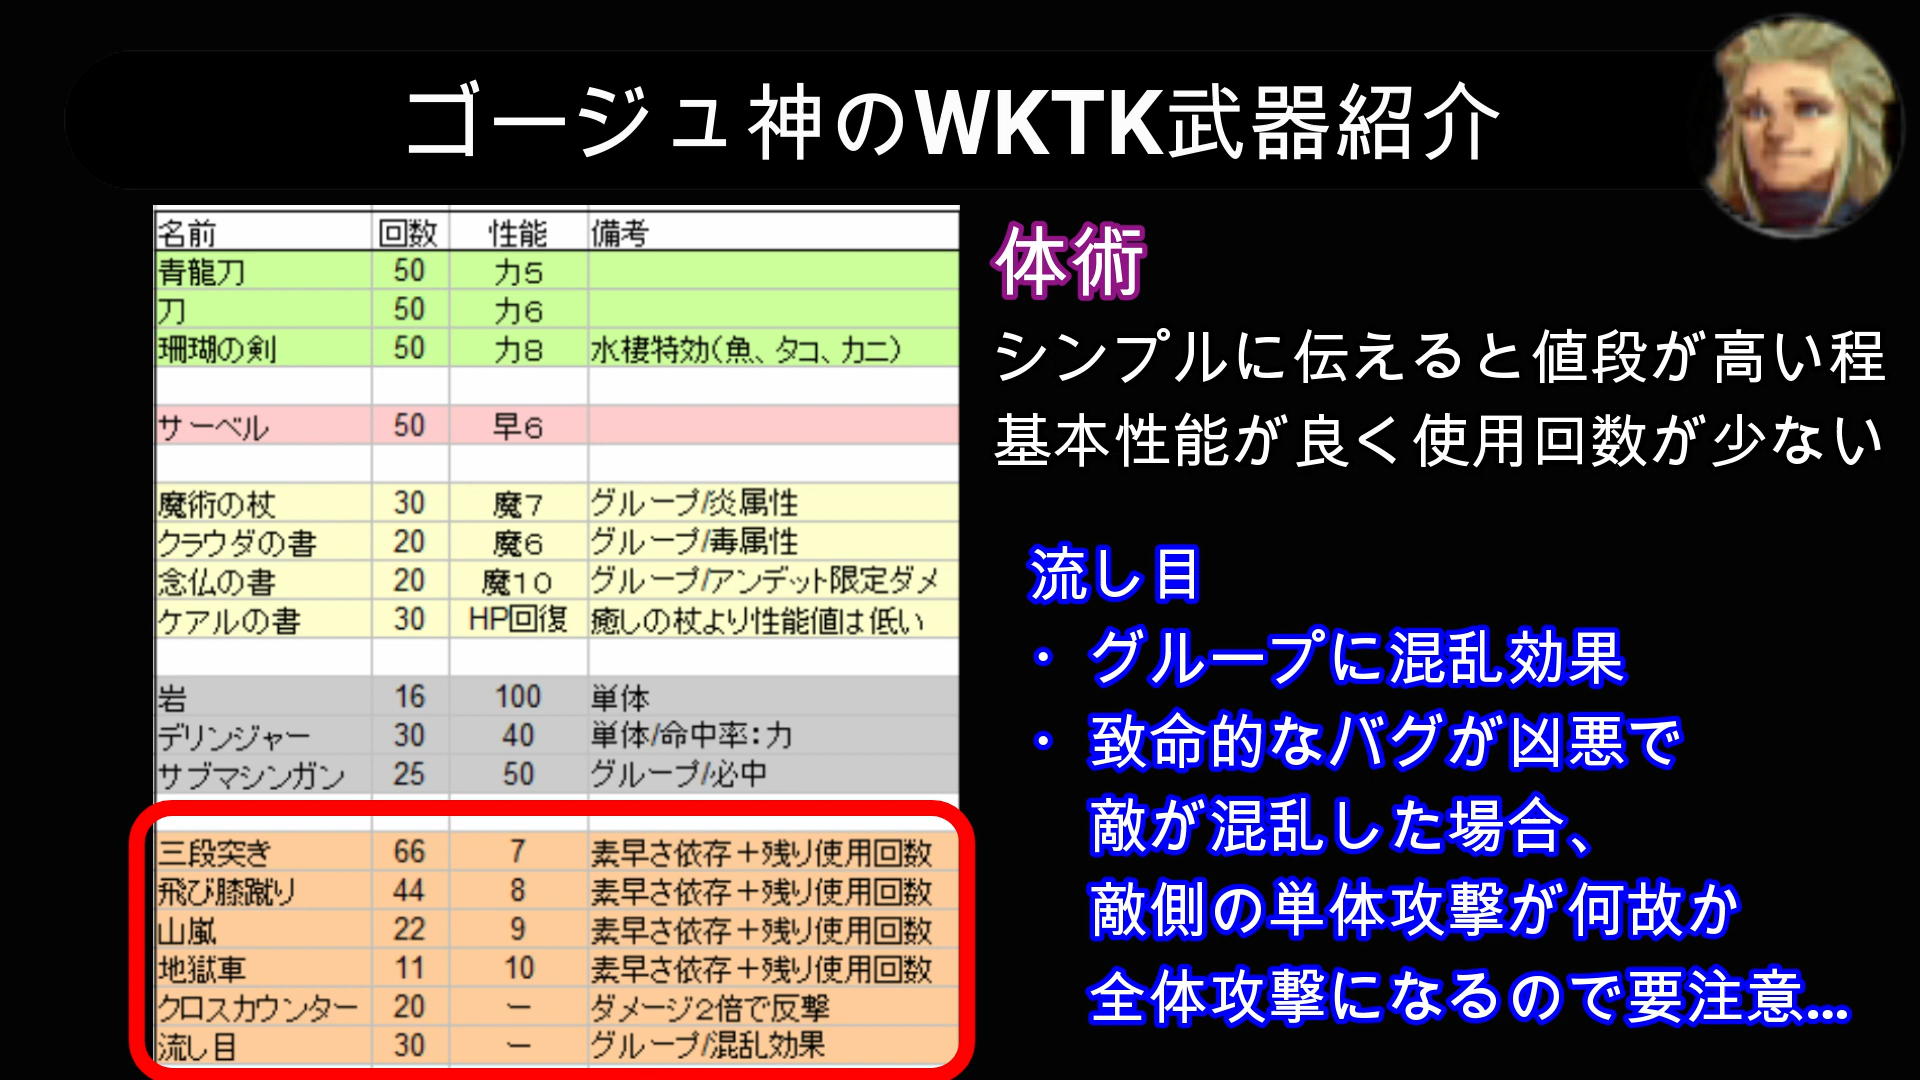 ゴージュ神のWKTK武器紹介
名前 回数 性能 備考
青龍刀 50 力5
刀 50 力6
珊瑚の剣 50 力8 水棲特効(魚、タコ、カニ)
サーベル 50 早6
魔術の杖 30 魔7 グループ/炎属性
クラウダの書 20 魔6 グループ/毒属性
念仏の書 20 魔10 グループ/アンデット限定ダメ
ケアルの書 30 HP回復 癒しの杖より性能値は低い
岩 16 100 単体
デリンジャー 30 40 単体/命中率:力
サブマシンガン 25 50 グループ/必中
三段突き 66 7 素早さ依存+残り使用回数
飛び膝蹴り 44 8 素早さ依存+残り使用回数
山嵐 22 9 素早さ依存+残り使用回数
地獄車 11 10 素早さ依存+残り使用回数
クロスカウンター 20 ー ダメージ2倍で反撃
流し目 30 ー グループ/混乱効果
体術
シンプルに伝えると値段が高い程
基本性能が良く使用回数が少ない
流し目
・グループに混乱効果
・致命的なバグが凶悪で
敵が混乱した場合、
敵側の単体攻撃が何故か
全体攻撃になるので要注意...